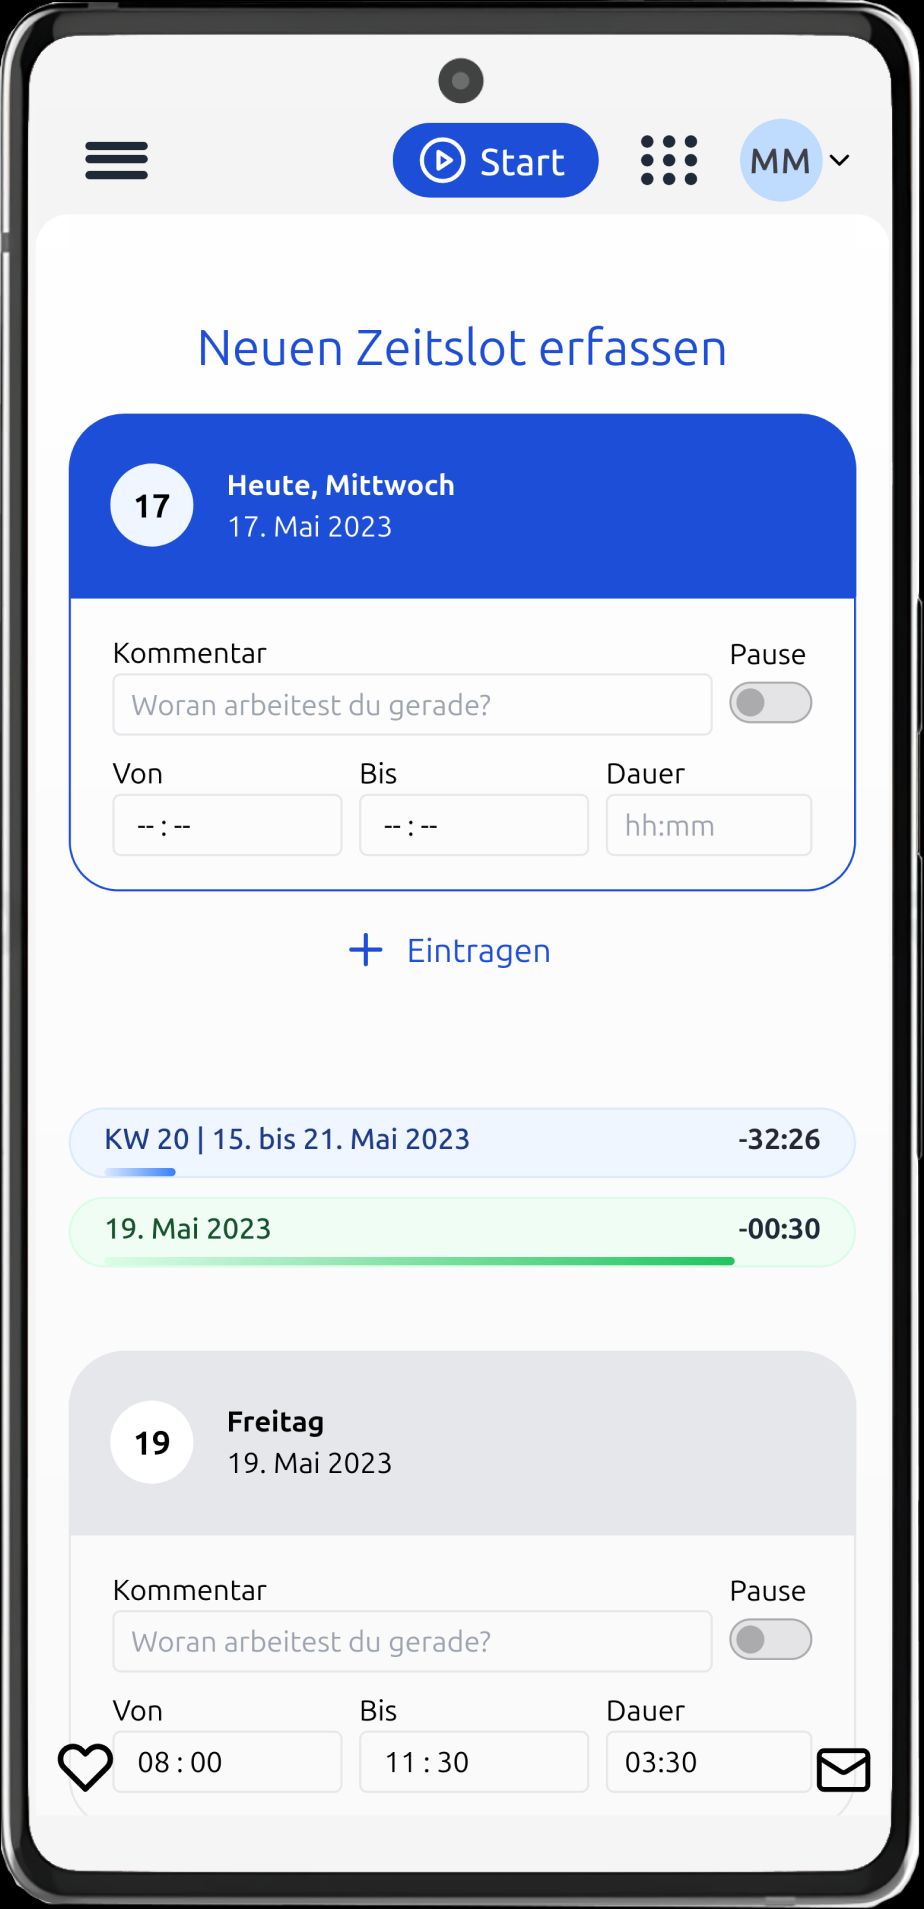 Start
MM
Neuen Zeitslot erfassen
17
Heute, Mittwoch
17. Mai 2023
Kommentar
Pause
Woran arbeitest du gerade?
Von Bis Dauer
-- : -- -- : -- hh:mm
+ Eintragen
KW 20 | 15. bis 21. Mai 2023 -32:26
19. Mai 2023 -00:30
19
Freitag
19. Mai 2023
Kommentar
Pause
Woran arbeitest du gerade?
Von Bis Dauer
08 : 00 11 : 30 03:30